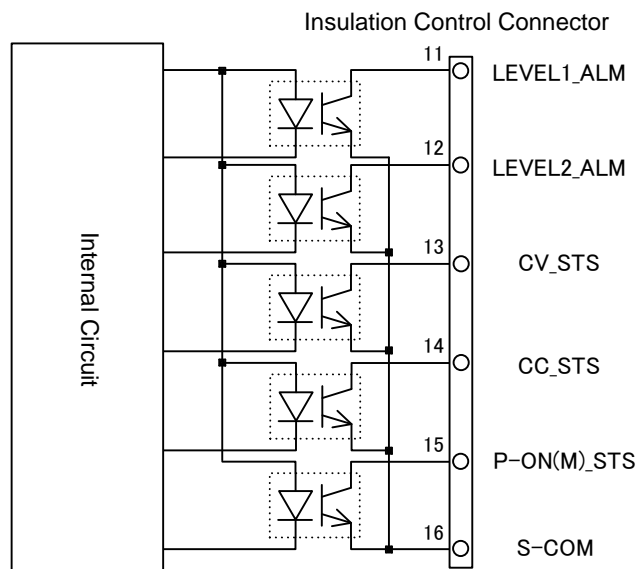 Insulation Control Connector
Internal Circuit
11
LEVEL1_ALM
12
LEVEL2_ALM
13
CV_STS
14
CC_STS
15
P-ON(M)_STS
16
S-COM